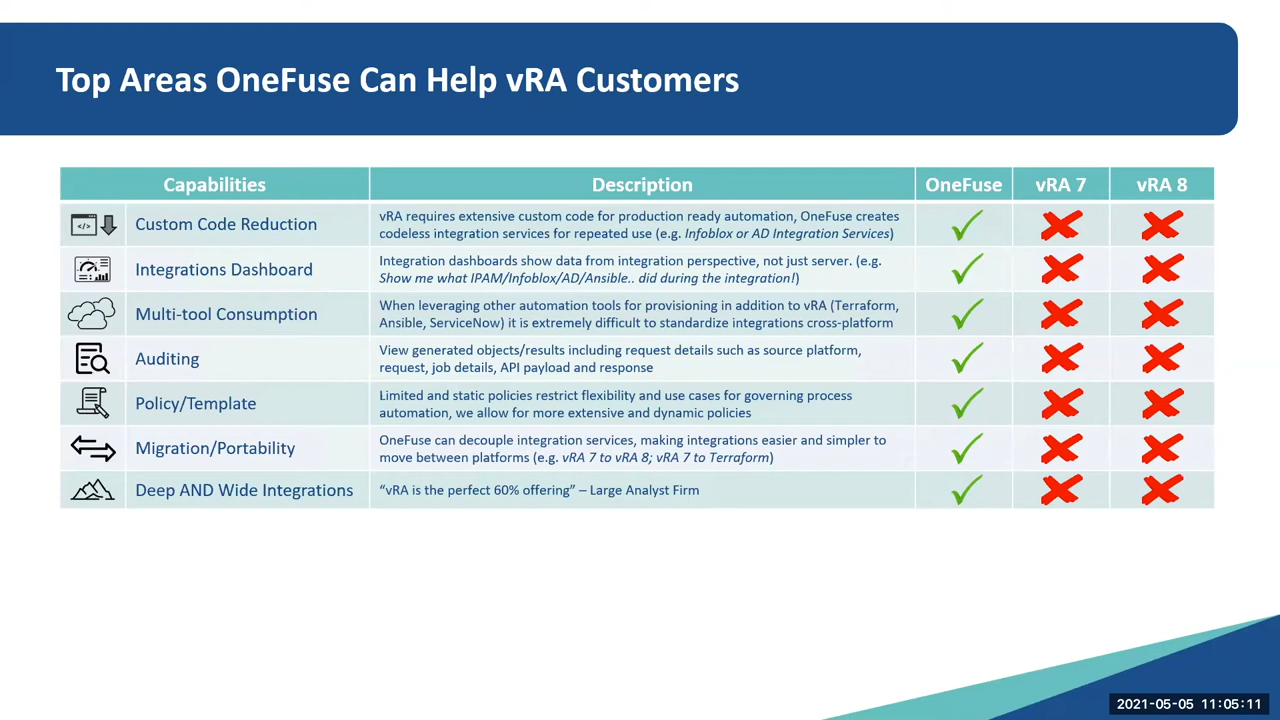 Top Areas OneFuse Can Help vRA Customers
Capabilities Description OneFuse vRA 7 vRA 8
Custom Code Reduction
vRA requires extensive custom code for production ready automation, OneFuse creates
codeless integration services for repeated use (e.g. Infoblox or AD Integration Services)
Integrations Dashboard
Integration dashboards show data from integration perspective, not just server. (e.g.
Show me what IPAM/Infoblox/AD/Ansible.. did during the integration!)
Multi-tool Consumption
When leveraging other automation tools for provisioning in addition to vRA (Terraform,
Ansible, ServiceNow) it is extremely difficult to standardize integrations cross-platform
Auditing
View generated objects/results including request details such as source platform,
request, job details, API payload and response
Policy/Template
Limited and static policies restrict flexibility and use cases for governing process
automation, we allow for more extensive and dynamic policies
Migration/Portability
OneFuse can decouple integration services, making integrations easier and simpler to
move between platforms (e.g. vRA 7 to vRA 8; vRA 7 to Terraform)
Deep AND Wide Integrations
“vRA is the perfect 60% offering” – Large Analyst Firm
2021-05-05 11:05:11